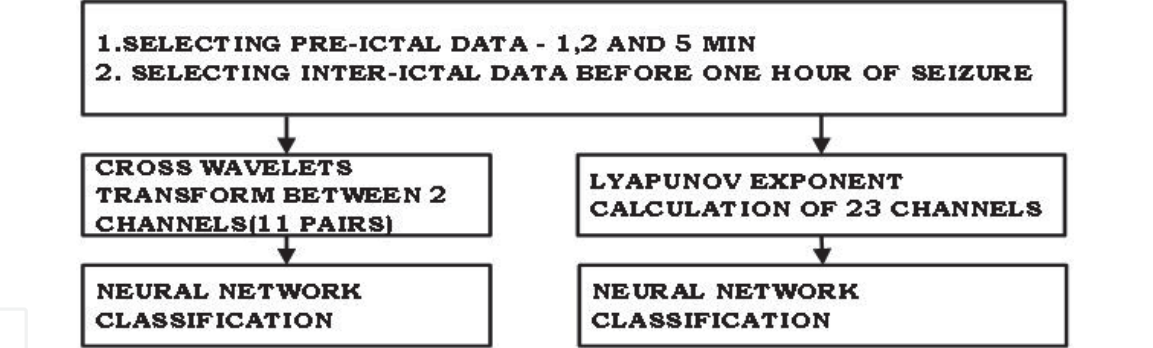 1.SELECTING PRE-ICTAL DATA - 1,2 AND 5 MIN
2. SELECTING INTER-ICTAL DATA BEFORE ONE HOUR OF SEIZURE
CROSS WAVELETS
TRANSFORM BETWEEN 2
CHANNELS(11 PAIRS)
LYAPUNOV EXPONENT
CALCULATION OF 23 CHANNELS
NEURAL NETWORK
CLASSIFICATION
NEURAL NETWORK
CLASSIFICATION